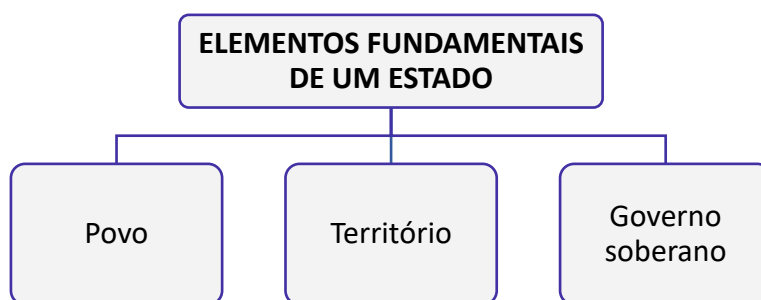 ELEMENTOS FUNDAMENTAIS
DE UM ESTADO
Povo
Território
Governo
soberano